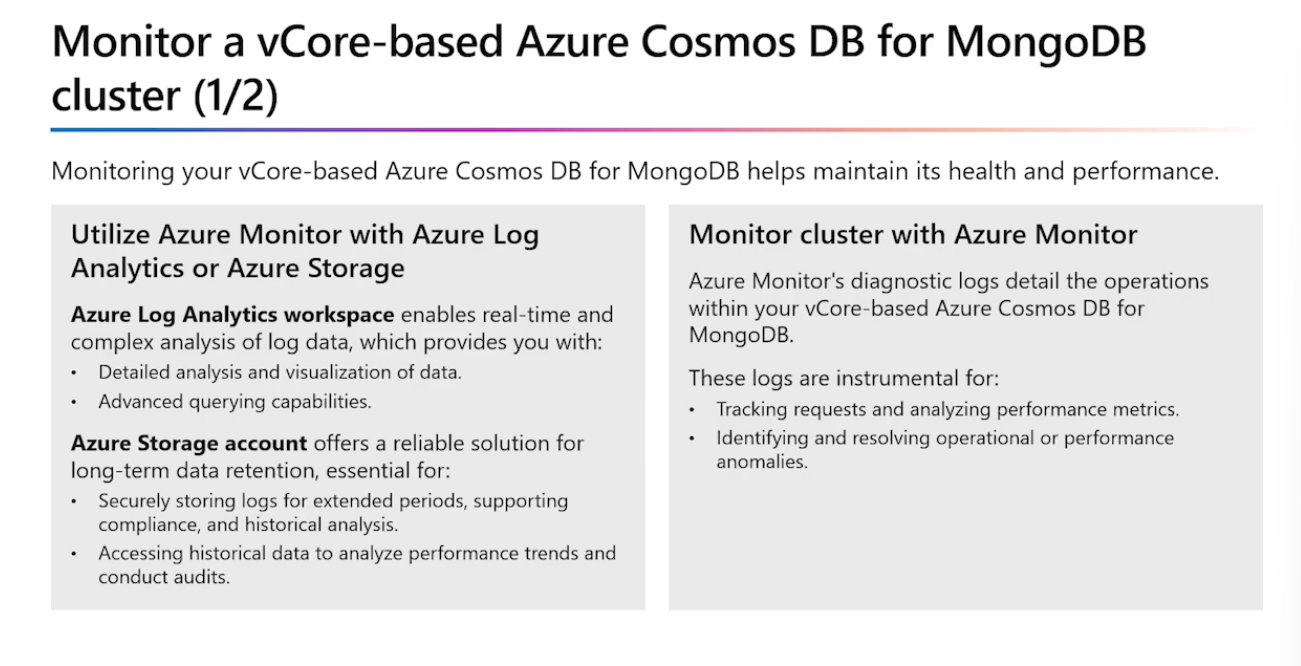 Monitor a vCore-based Azure Cosmos DB for MongoDB
cluster (1/2)
Monitoring your vCore-based Azure Cosmos DB for MongoDB helps maintain its health and performance.
Utilize Azure Monitor with Azure Log
Analytics or Azure Storage
Azure Log Analytics workspace enables real-time and
complex analysis of log data, which provides you with:
• Detailed analysis and visualization of data.
• Advanced querying capabilities.
Azure Storage account offers a reliable solution for
long-term data retention, essential for:
• Securely storing logs for extended periods, supporting
compliance, and historical analysis.
• Accessing historical data to analyze performance trends and
conduct audits.
Monitor cluster with Azure Monitor
Azure Monitor's diagnostic logs detail the operations
within your vCore-based Azure Cosmos DB for
MongoDB.
These logs are instrumental for:
• Tracking requests and analyzing performance metrics.
• Identifying and resolving operational or performance
anomalies.